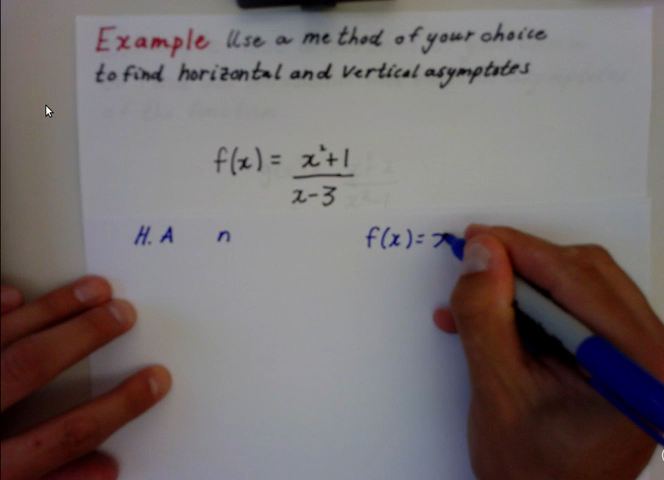 Example Use a method of your choice
to find horizontal and vertical asymptotes
f(x) = x²+1
x-3
H.A n f(x) = x